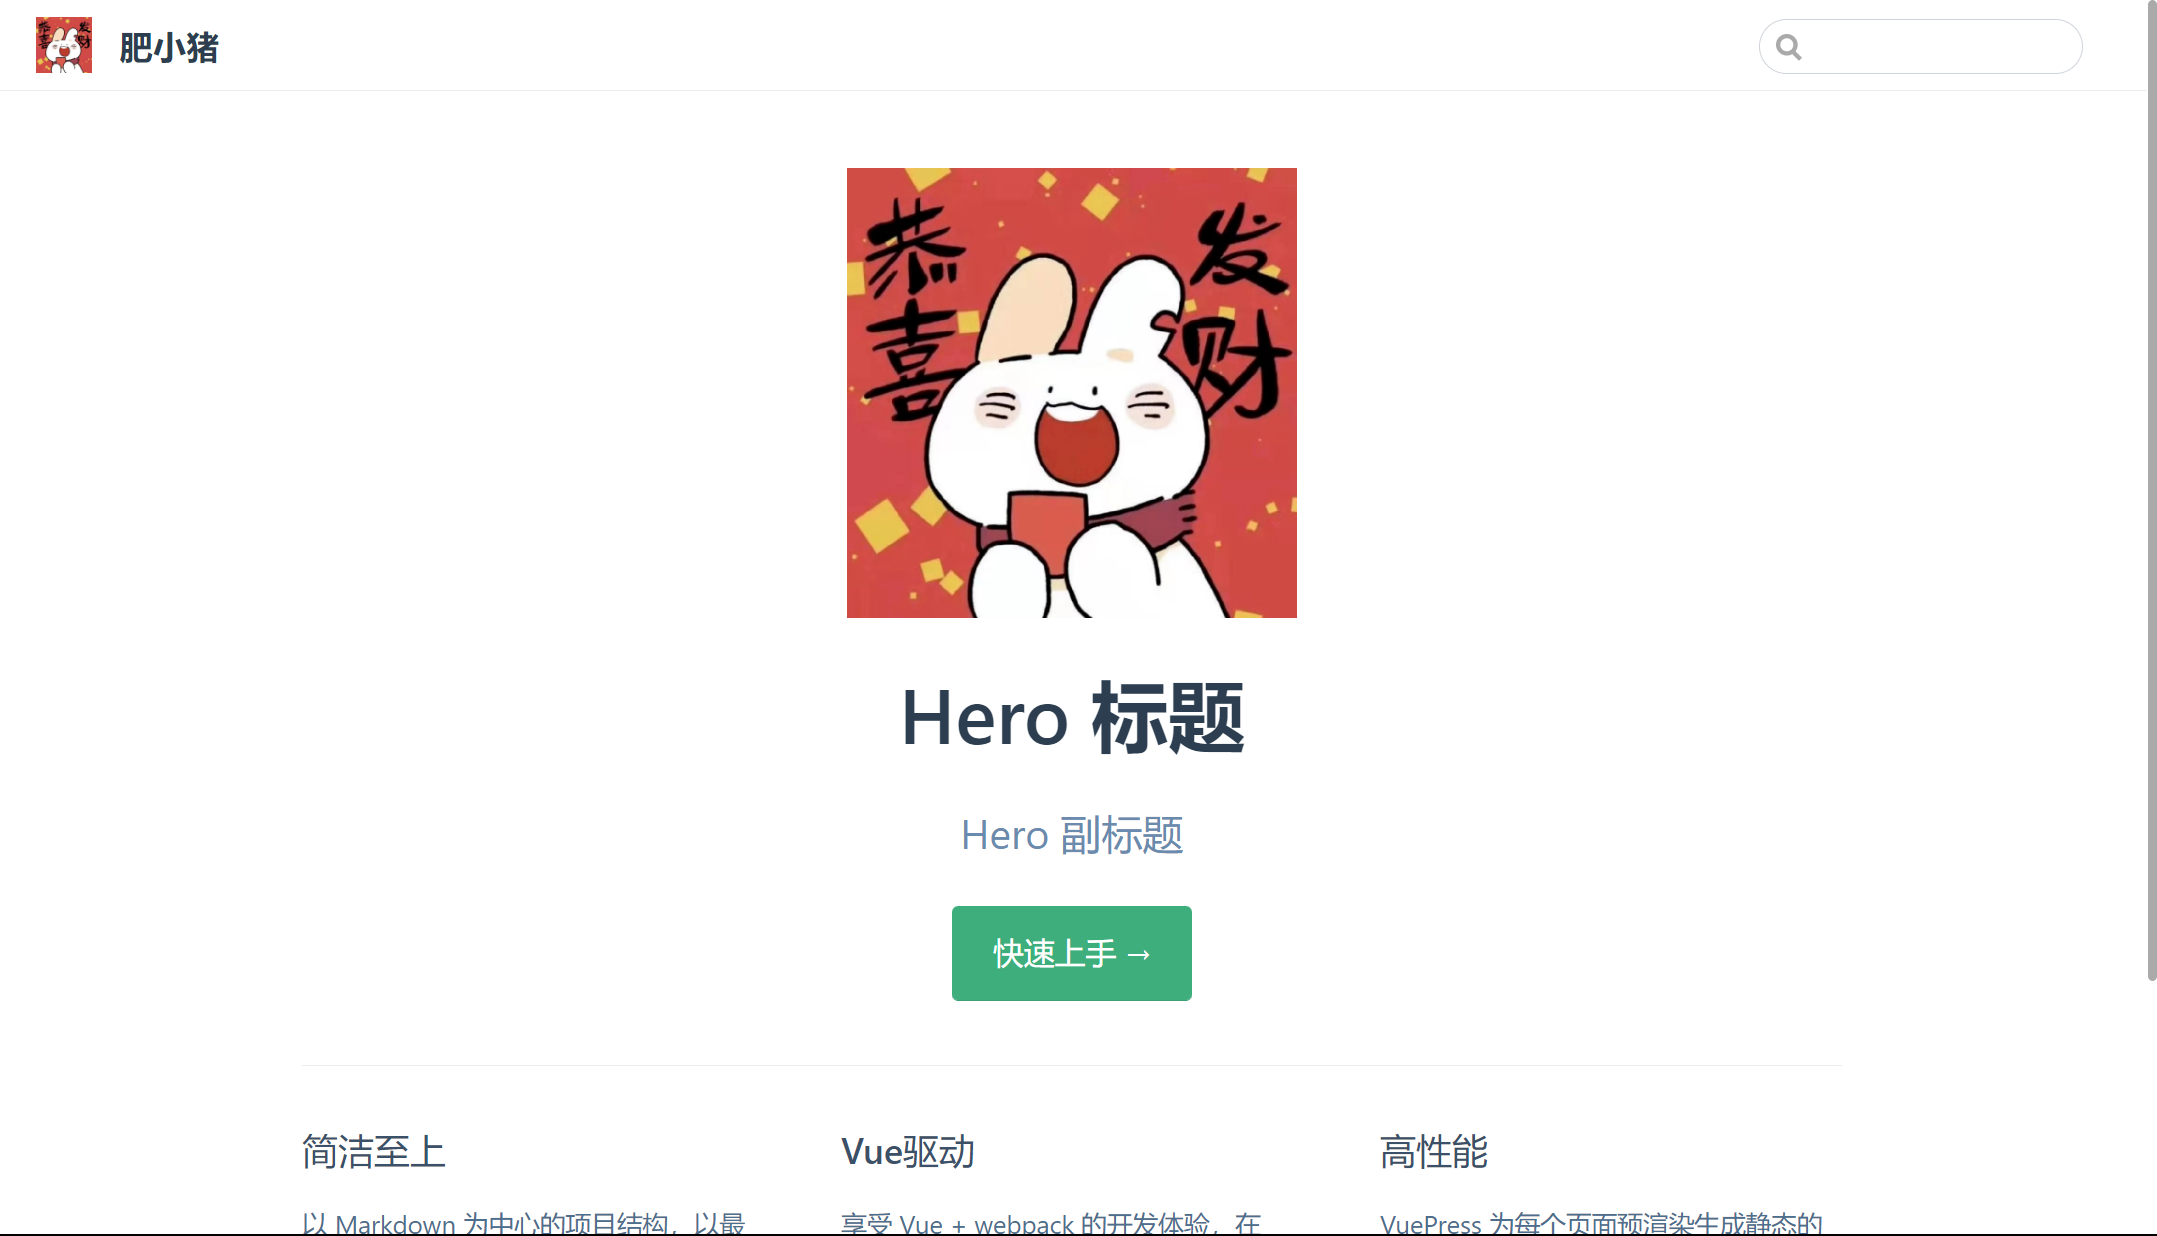 肥小猪
恭喜
发财
Hero 标题
Hero 副标题
快速上手 →
简洁至上
Vue驱动
高性能
以 Markdown 为中心的项目结构，以最
享受 Vue + webpack 的开发体验，在
VuePress 为每个页面预渲染生成静态的